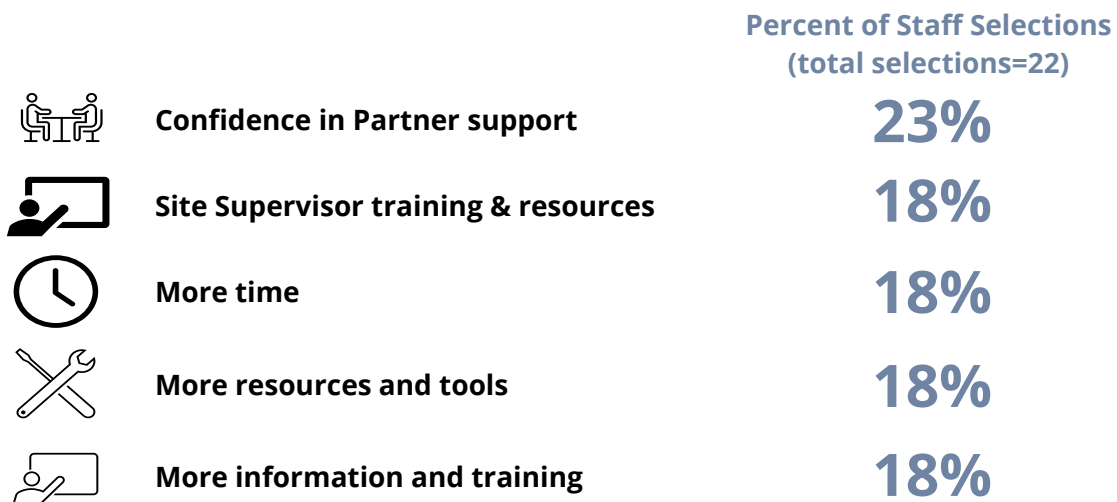 Percent of Staff Selections
(total selections=22)
Confidence in Partner support 23%
Site Supervisor training & resources 18%
More time 18%
More resources and tools 18%
More information and training 18%